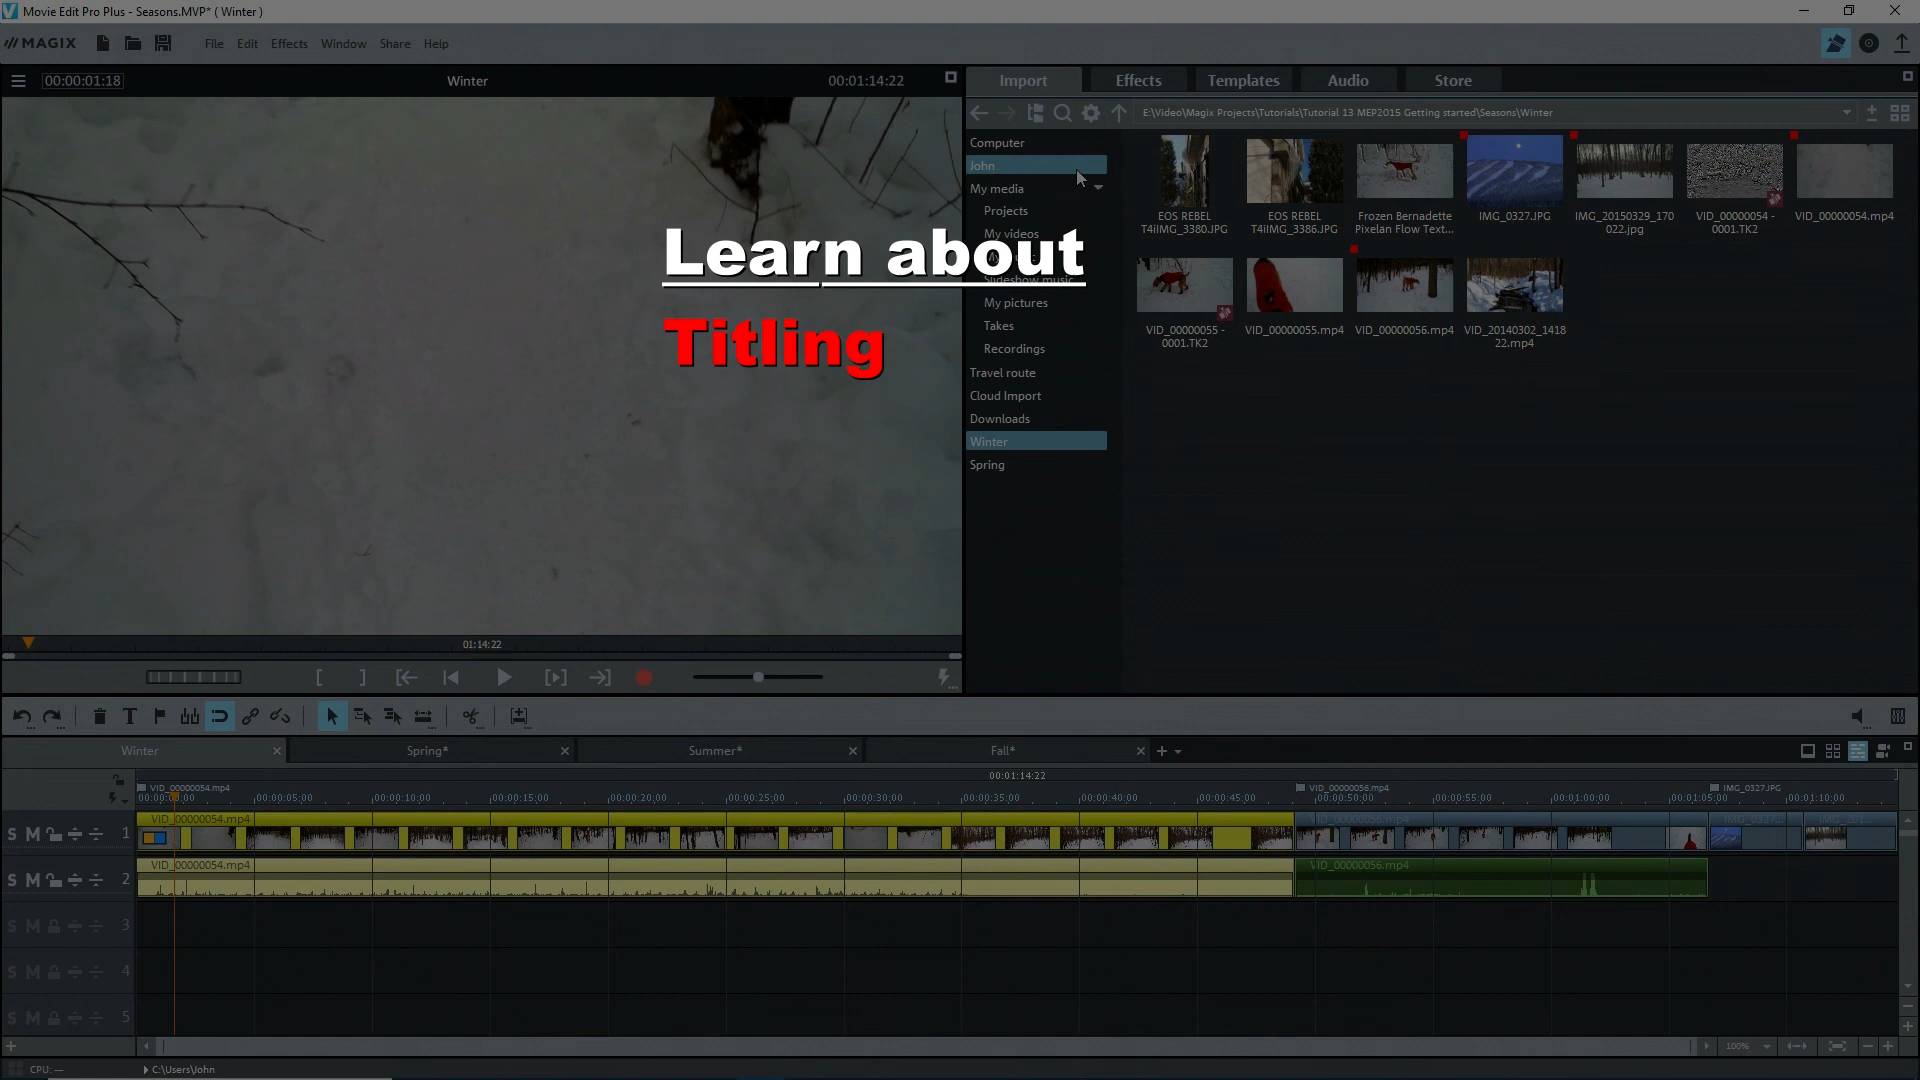 Movie Edit Pro Plus - Seasons.MVP* ( Winter )
MAGIX
File Edit Effects Window Share Help
00:00:01:18 Winter 00:01:14:22
Import Effects Templates Audio Store
E:\Video\Magix Projects\Tutorials\Tutorial 13 MEP2015 Getting started\Seasons\Winter
Computer
John
My media
Projects
My videos
Slideshow music
My pictures
Takes
Recordings
Travel route
Cloud Import
Downloads
Winter
Spring
EOS REBEL
T4iIMG_3380.JPG
EOS REBEL
T4iIMG_3386.JPG
Frozen Bernadette
Pixelan Flow Text...
IMG_0327.JPG
IMG_20150329_170
022.jpg
VID_00000054 -
0001.TK2
VID_00000054.mp4
VID_00000055 -
0001.TK2
VID_00000055.mp4
VID_00000056.mp4
VID_20140302_1418
22.mp4
Learn about
Titling
01:14:22
Winter Spring* Summer* Fall*
00:01:14:22
VID_00000054.mp4 VID_00000056.mp4 IMG_0327.JPG
00:00:00;00 00:00:05;00 00:00:10;00 00:00:15;00 00:00:20;00 00:00:25;00 00:00:30;00 00:00:35;00 00:00:40;00 00:00:45;00 00:00:50;00 00:00:55;00 00:01:00;00 00:01:05;00 00:01:10;00
S M 1 VID_00000054.mp4 VID_00000056.mp4 IMG_0327... IMG_201...
S M 2 VID_00000054.mp4 VID_00000056.mp4
S M 3
S M 4
S M 5
100%
CPU: — C:\Users\John